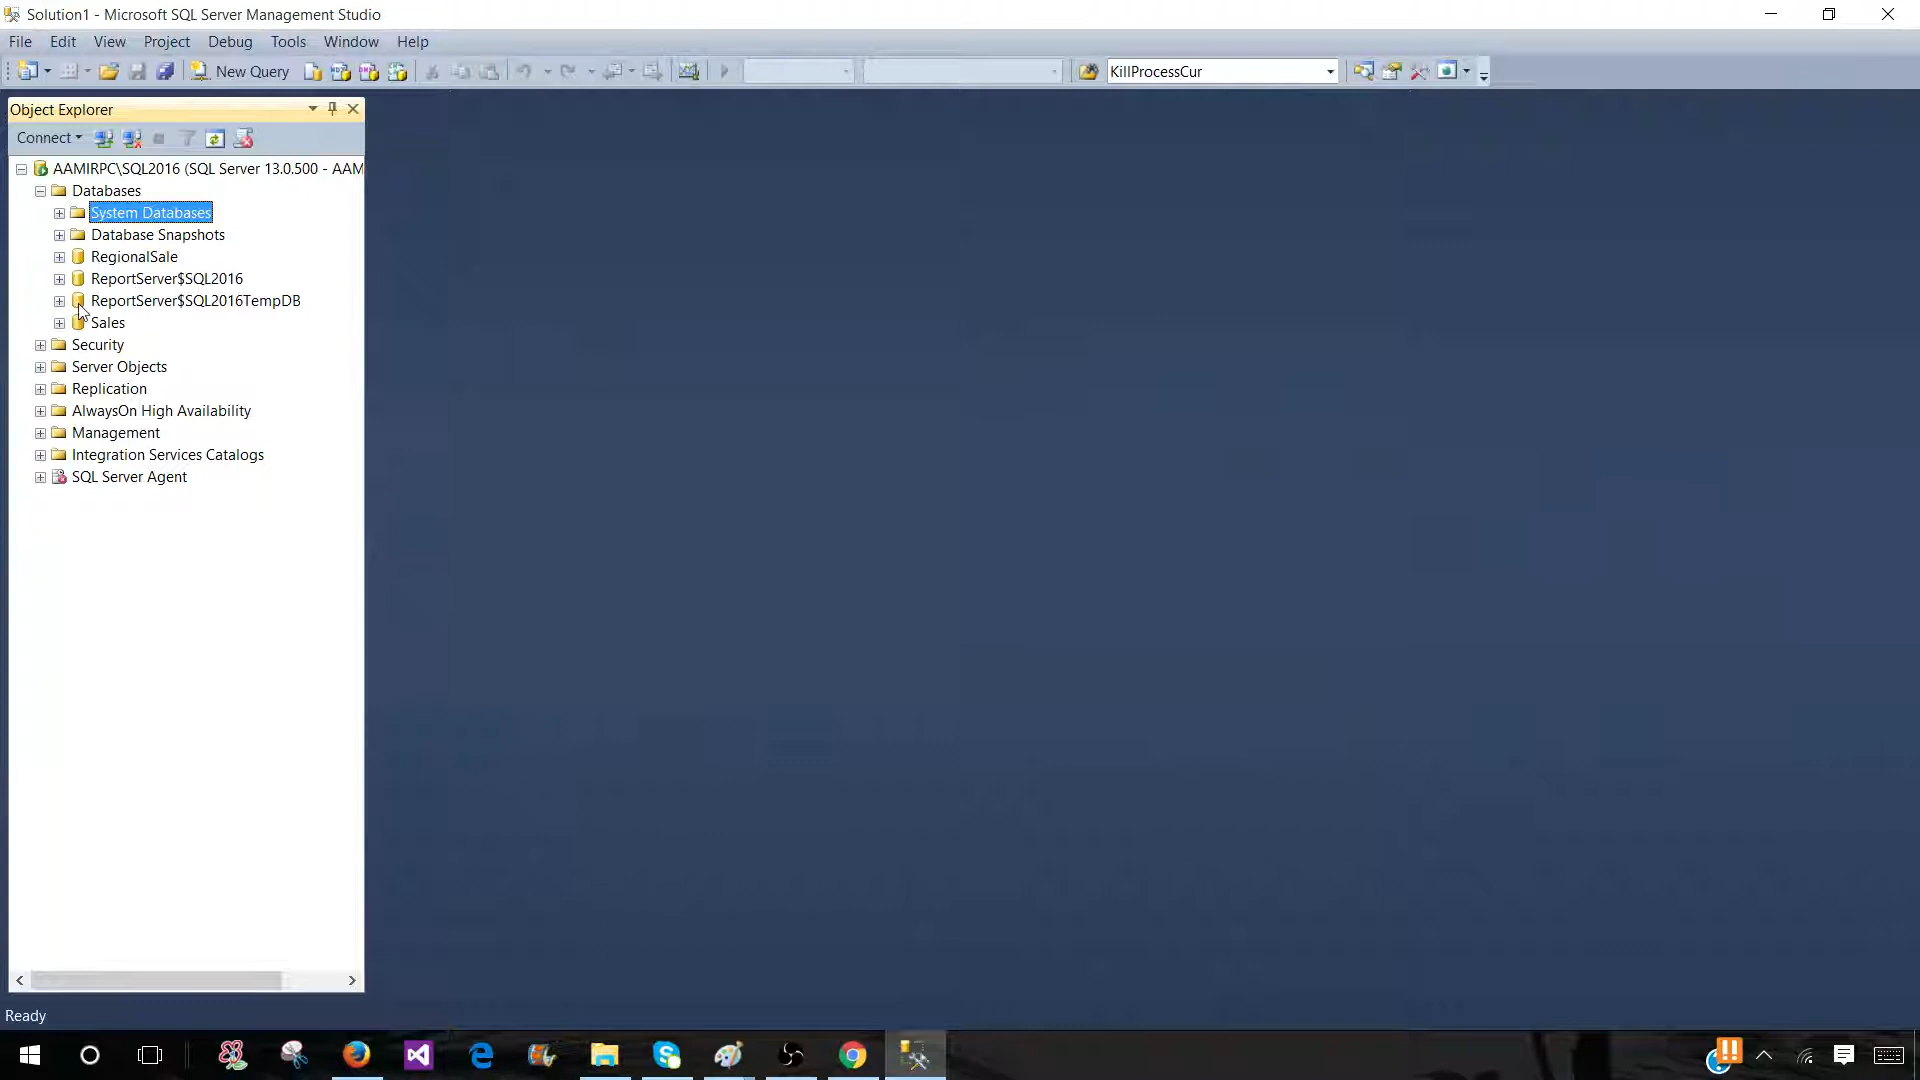 Solution1 - Microsoft SQL Server Management Studio
File Edit View Project Debug Tools Window Help
New Query KillProcessCur
Object Explorer
Connect
AAMIRPC\SQL2016 (SQL Server 13.0.500 - AAM
Databases
System Databases
Database Snapshots
RegionalSale
ReportServer$SQL2016
ReportServer$SQL2016TempDB
Sales
Security
Server Objects
Replication
AlwaysOn High Availability
Management
Integration Services Catalogs
SQL Server Agent
Ready